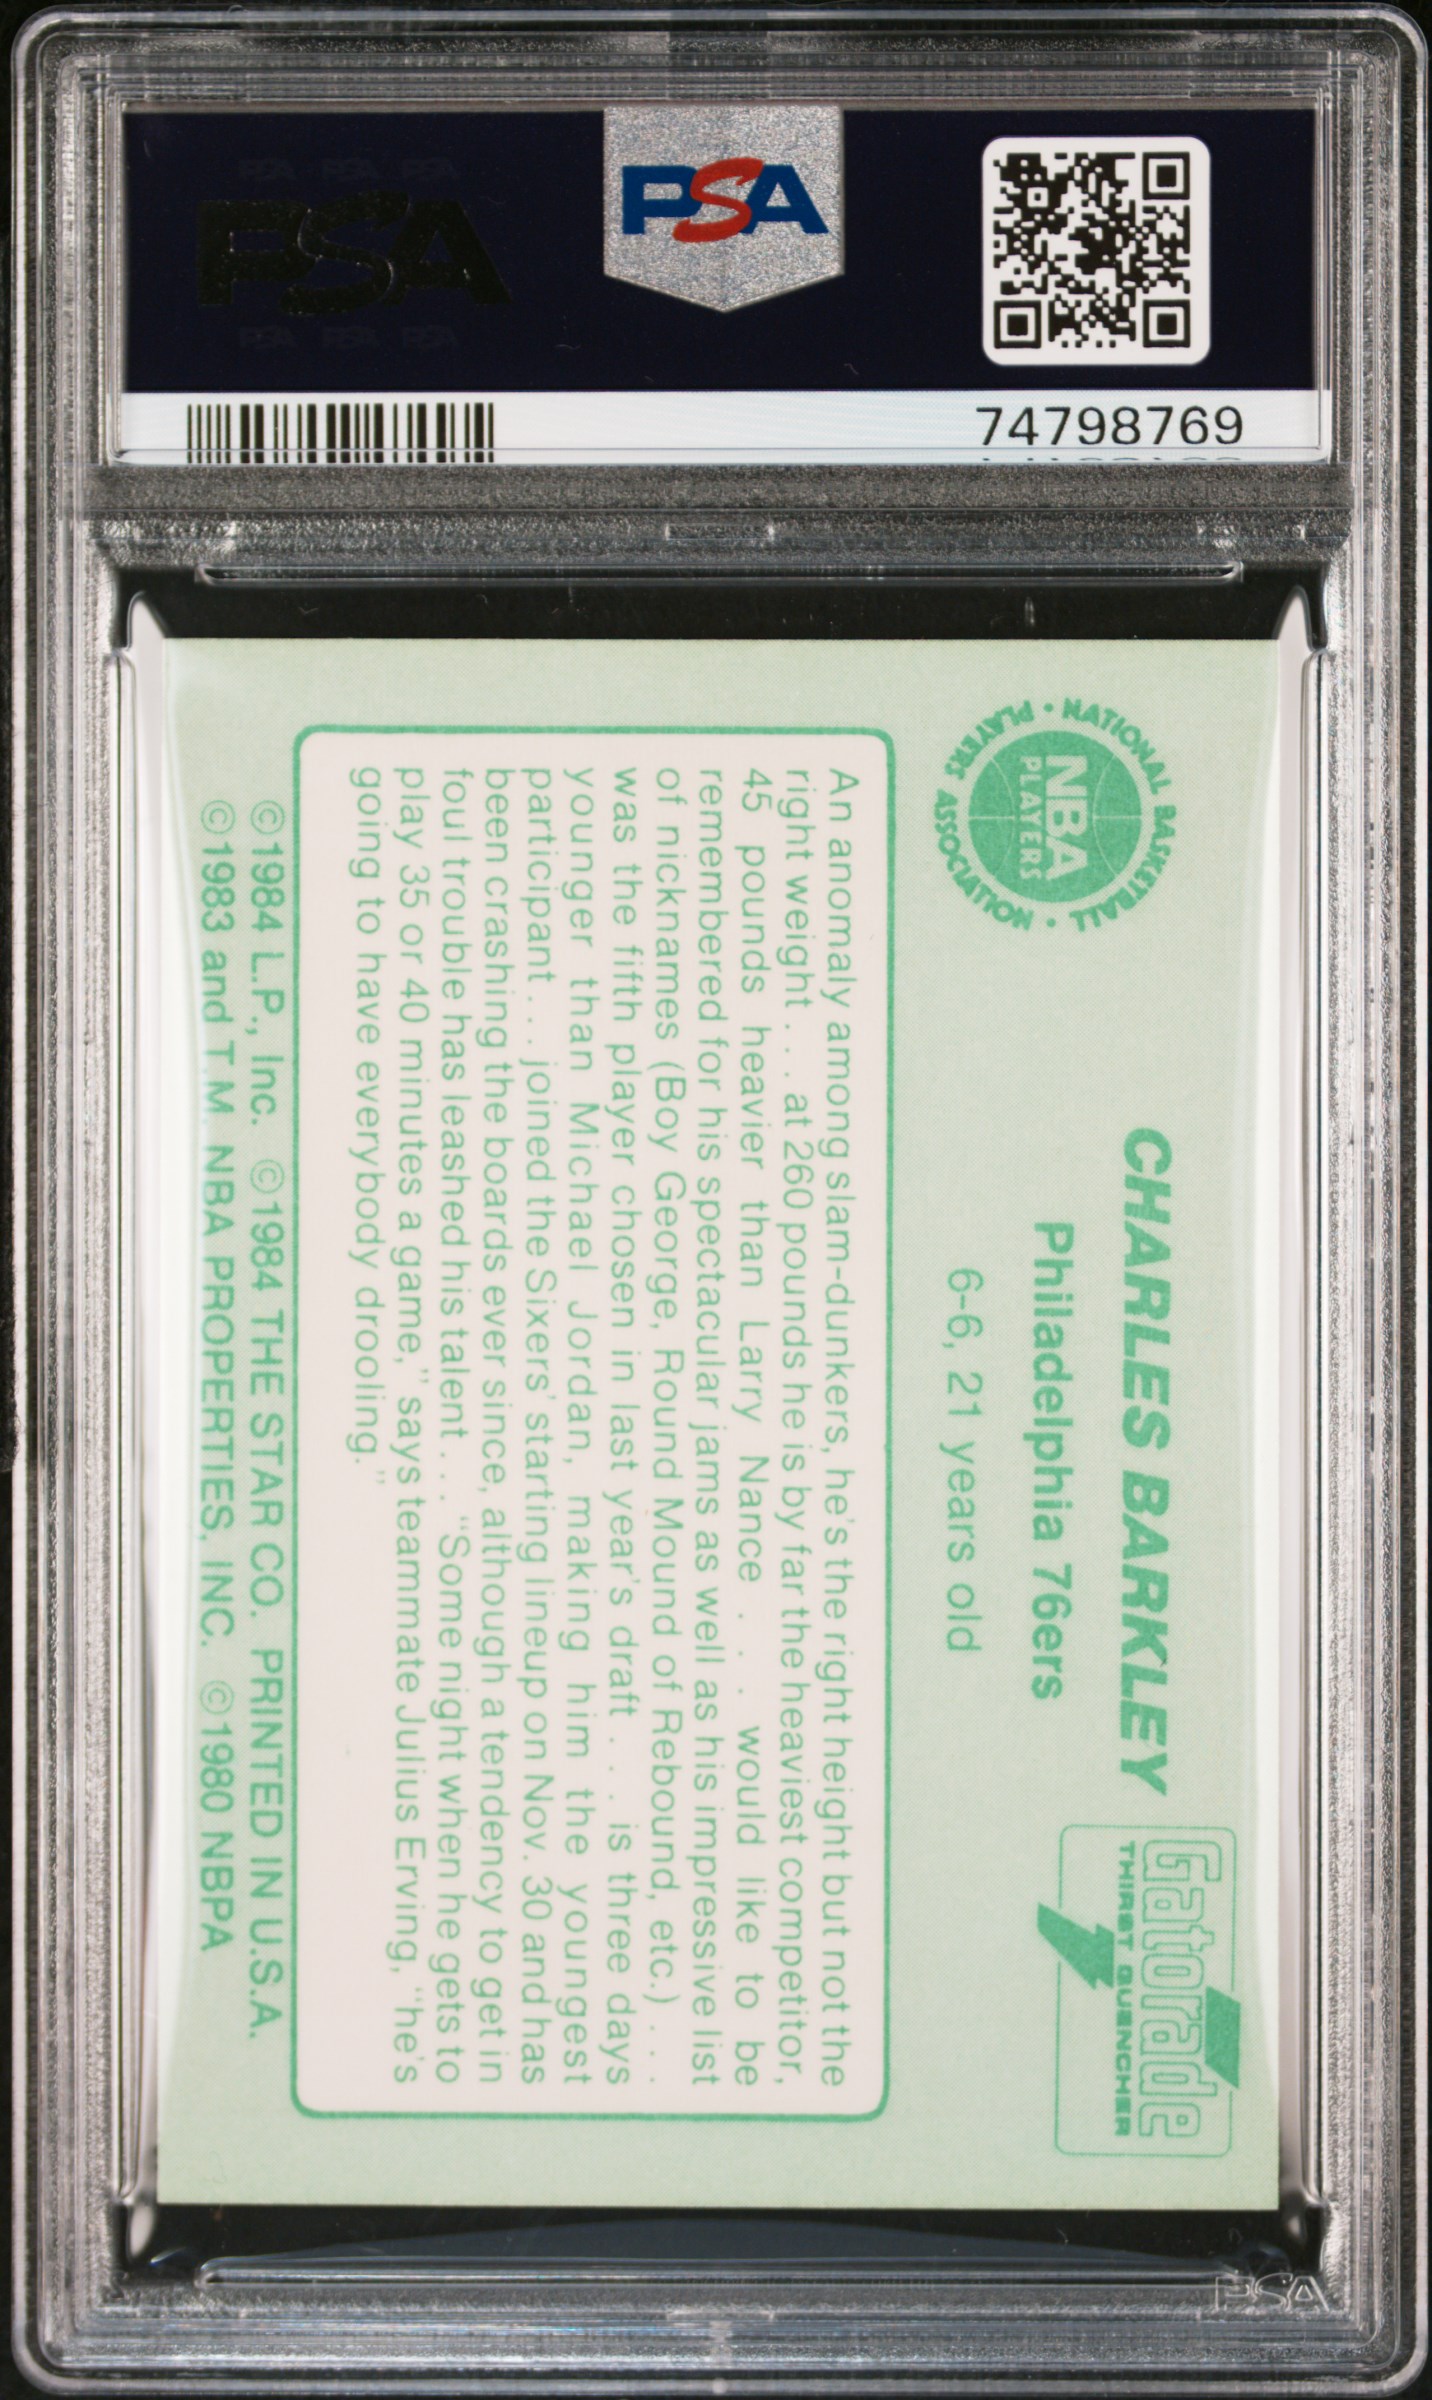 PSA PSA PSA
PSA
PSA PSA PSA
PSA
74798769
NATIONAL BASKETBALL • PLAYERS ASSOCIATION •
NBA
PLAYERS
CHARLES BARKLEY
Philadelphia 76ers
6-6, 21 years old
Gatorade
THIRST QUENCHER
An anomaly among slam-dunkers, he's the right height but not the
right weight . . . at 260 pounds he is by far the heaviest competitor,
45 pounds heavier than Larry Nance . . . would like to be
remembered for his spectacular jams as well as his impressive list
of nicknames (Boy George, Round Mound of Rebound, etc.) . . .
was the fifth player chosen in last year's draft . . . is three days
younger than Michael Jordan, making him the youngest
participant . . . joined the Sixers' starting lineup on Nov. 30 and has
been crashing the boards ever since, although a tendency to get in
foul trouble has leashed his talent . . . "Some night when he gets to
play 35 or 40 minutes a game," says teammate Julius Erving, "he's
going to have everybody drooling."
©1984 L.P., Inc. ©1984 THE STAR CO. PRINTED IN U.S.A.
©1983 and T.M. NBA PROPERTIES, INC. ©1980 NBPA
PSA